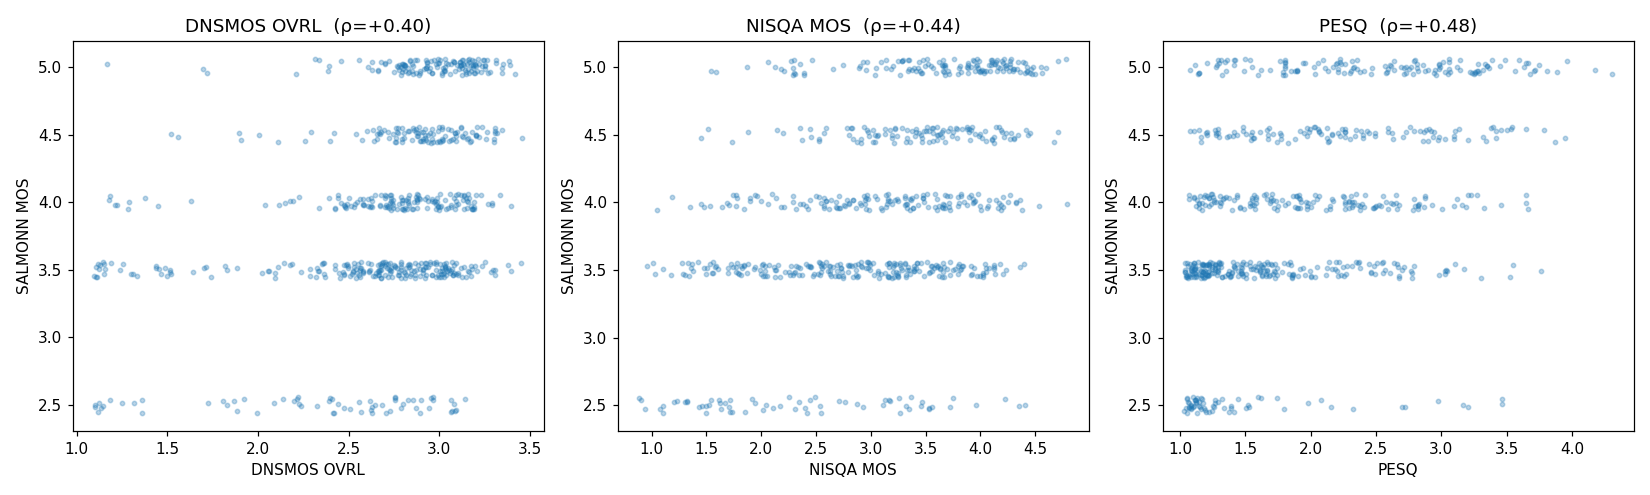 DNSMOS OVRL (ρ=+0.40)
SALMONN MOS
5.0
4.5
4.0
3.5
3.0
2.5
1.0 1.5 2.0 2.5 3.0 3.5
DNSMOS OVRL
NISQA MOS (ρ=+0.44)
SALMONN MOS
5.0
4.5
4.0
3.5
3.0
2.5
1.0 1.5 2.0 2.5 3.0 3.5 4.0 4.5
NISQA MOS
PESQ (ρ=+0.48)
SALMONN MOS
5.0
4.5
4.0
3.5
3.0
2.5
1.0 1.5 2.0 2.5 3.0 3.5 4.0
PESQ